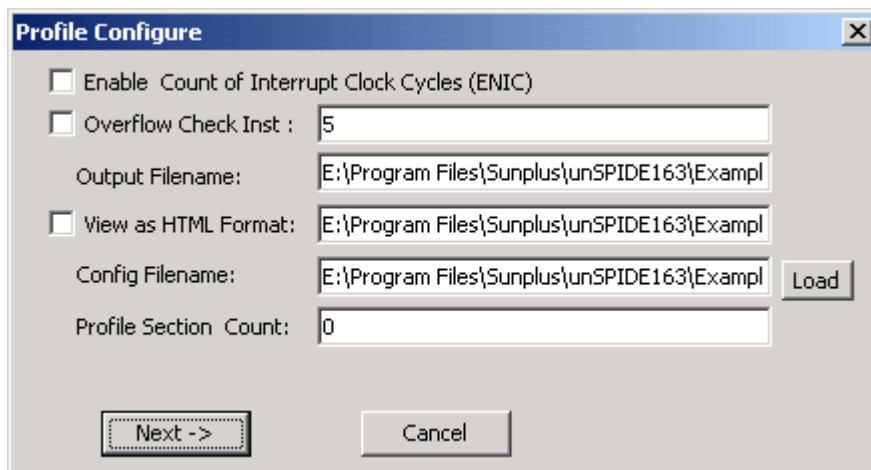 Profile Configure
Enable Count of Interrupt Clock Cycles (ENIC)
Overflow Check Inst : 5
Output Filename: E:\Program Files\Sunplus\unSPIDE163\Exampl
View as HTML Format: E:\Program Files\Sunplus\unSPIDE163\Exampl
Config Filename: E:\Program Files\Sunplus\unSPIDE163\Exampl Load
Profile Section Count: 0
Next -> Cancel